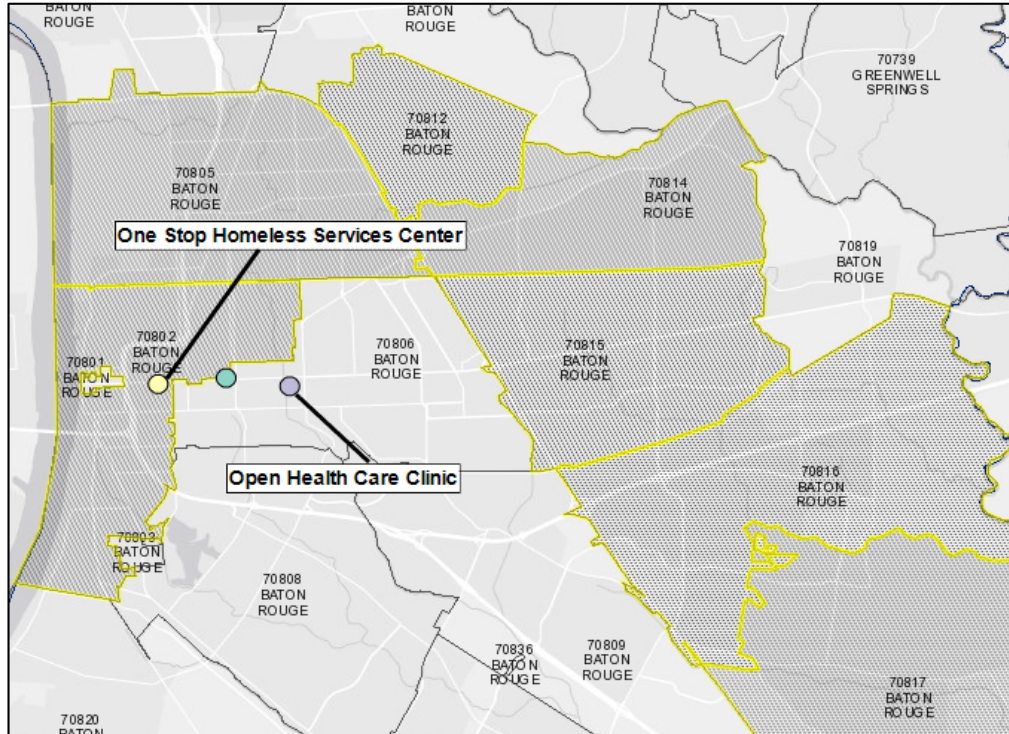 BATON
ROUGE
BATON
ROUGE
BATON
ROUGE
70739
GREENWELL
SPRINGS
70812
BATON
ROUGE
70805
BATON
ROUGE
70814
BATON
ROUGE
One Stop Homeless Services Center
70819
BATON
ROUGE
70802
BATON
ROUGE
70806
BATON
ROUGE
70815
BATON
ROUGE
70801
BATON
ROUGE
Open Health Care Clinic
70816
BATON
ROUGE
70803
BATON
ROUGE
70808
BATON
ROUGE
70836
BATON
ROUGE
70809
BATON
ROUGE
70817
BATON
ROUGE
70820
BATON